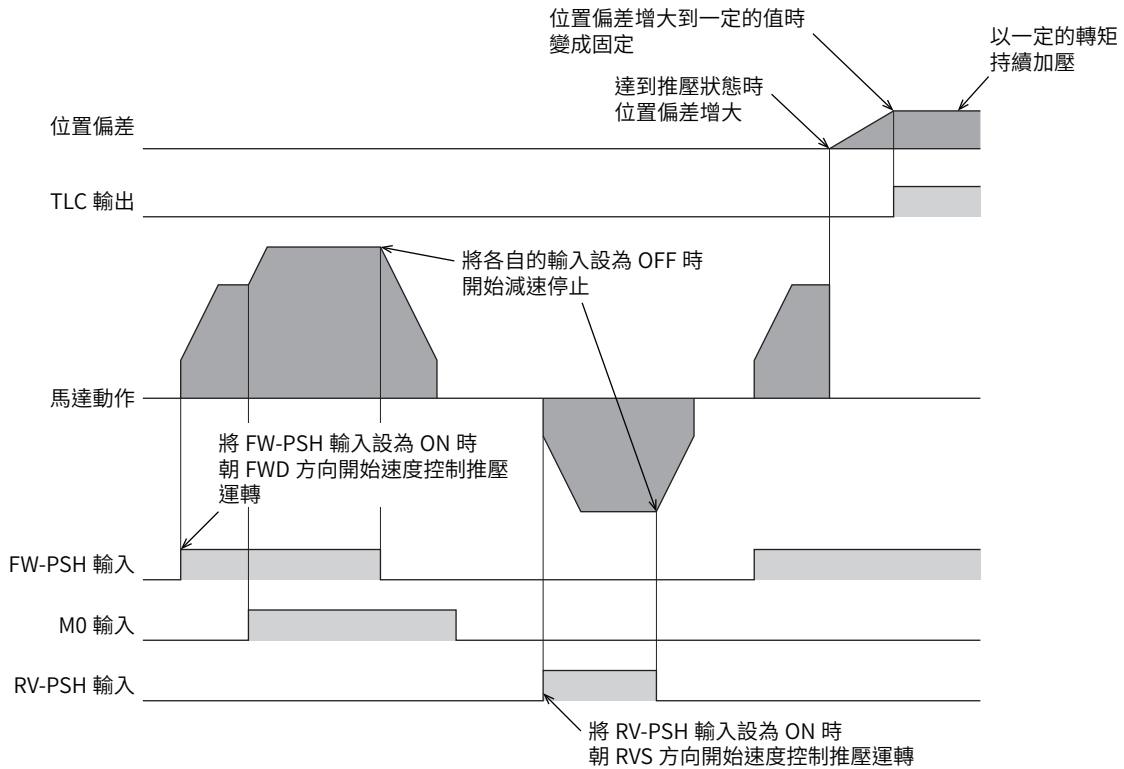 位置偏差增大到一定的值時
變成固定
以一定的轉矩
持續加壓
達到推壓狀態時
位置偏差增大
位置偏差
TLC 輸出
將各自的輸入設為 OFF 時
開始減速停止
馬達動作
將 FW-PSH 輸入設為 ON 時
朝 FWD 方向開始速度控制推壓
運轉
FW-PSH 輸入
M0 輸入
RV-PSH 輸入
將 RV-PSH 輸入設為 ON 時
朝 RVS 方向開始速度控制推壓運轉